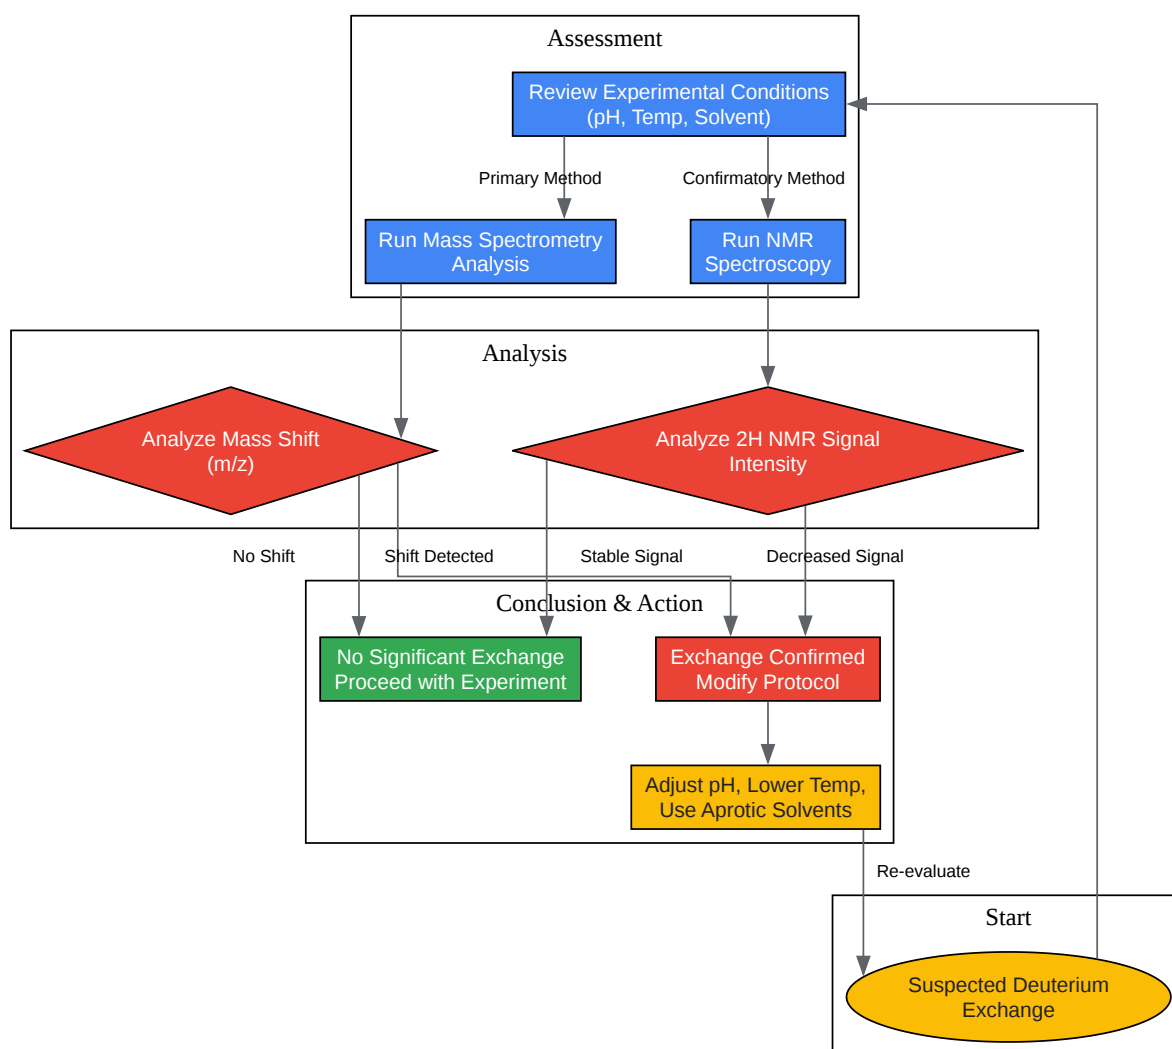 Assessment
Review Experimental Conditions
(pH, Temp, Solvent)
Primary Method
Confirmatory Method
Run Mass Spectrometry
Analysis
Run NMR
Spectroscopy
Analysis
Analyze Mass Shift
(m/z)
Analyze 2H NMR Signal
Intensity
No Shift
Shift Detected
Stable Signal
Decreased Signal
Conclusion & Action
No Significant Exchange
Proceed with Experiment
Exchange Confirmed
Modify Protocol
Adjust pH, Lower Temp,
Use Aprotic Solvents
Re-evaluate
Start
Suspected Deuterium
Exchange